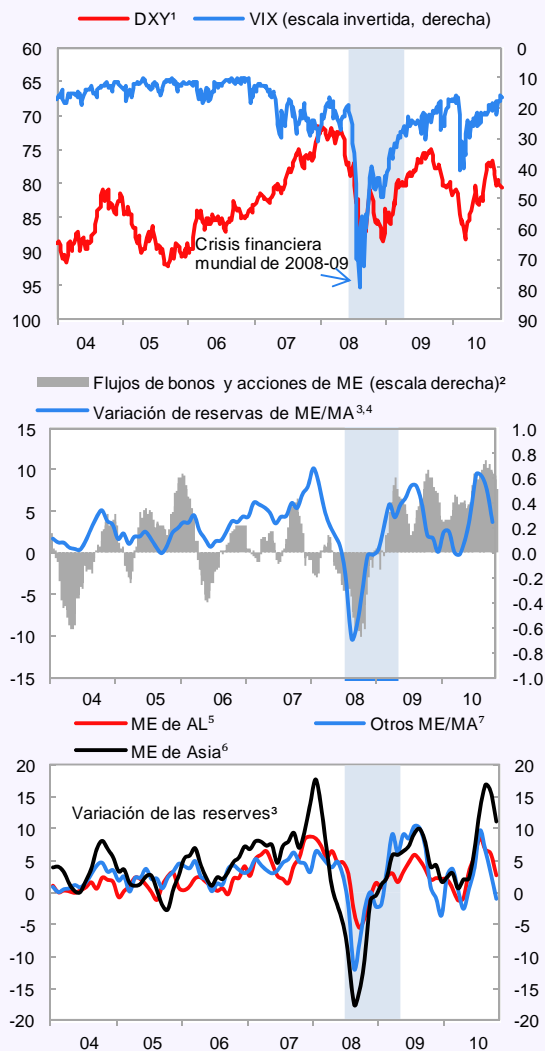 DXY¹ VIX (escala invertida, derecha)
60 0
65 10
70 20
75 30
80 40
85 50
90 60
95 70
100 80
90
Crisis financiera
mundial de 2008-09
04 05 06 07 08 09 10
Flujos de bonos y acciones de ME (escala derecha)²
Variación de reservas de ME/MA³,⁴
15 1.0
10 0.8
5 0.6
0 0.4
-5 0.2
-10 0.0
-15 -0.2
-0.4
-0.6
-0.8
-1.0
04 05 06 07 08 09 10
ME de AL⁵ Otros ME/MA⁷
ME de Asia⁶
20 20
15 15
Variación de las reserves³
10 10
5 5
0 0
-5 -5
-10 -10
-15 -15
-20 -20
04 05 06 07 08 09 10